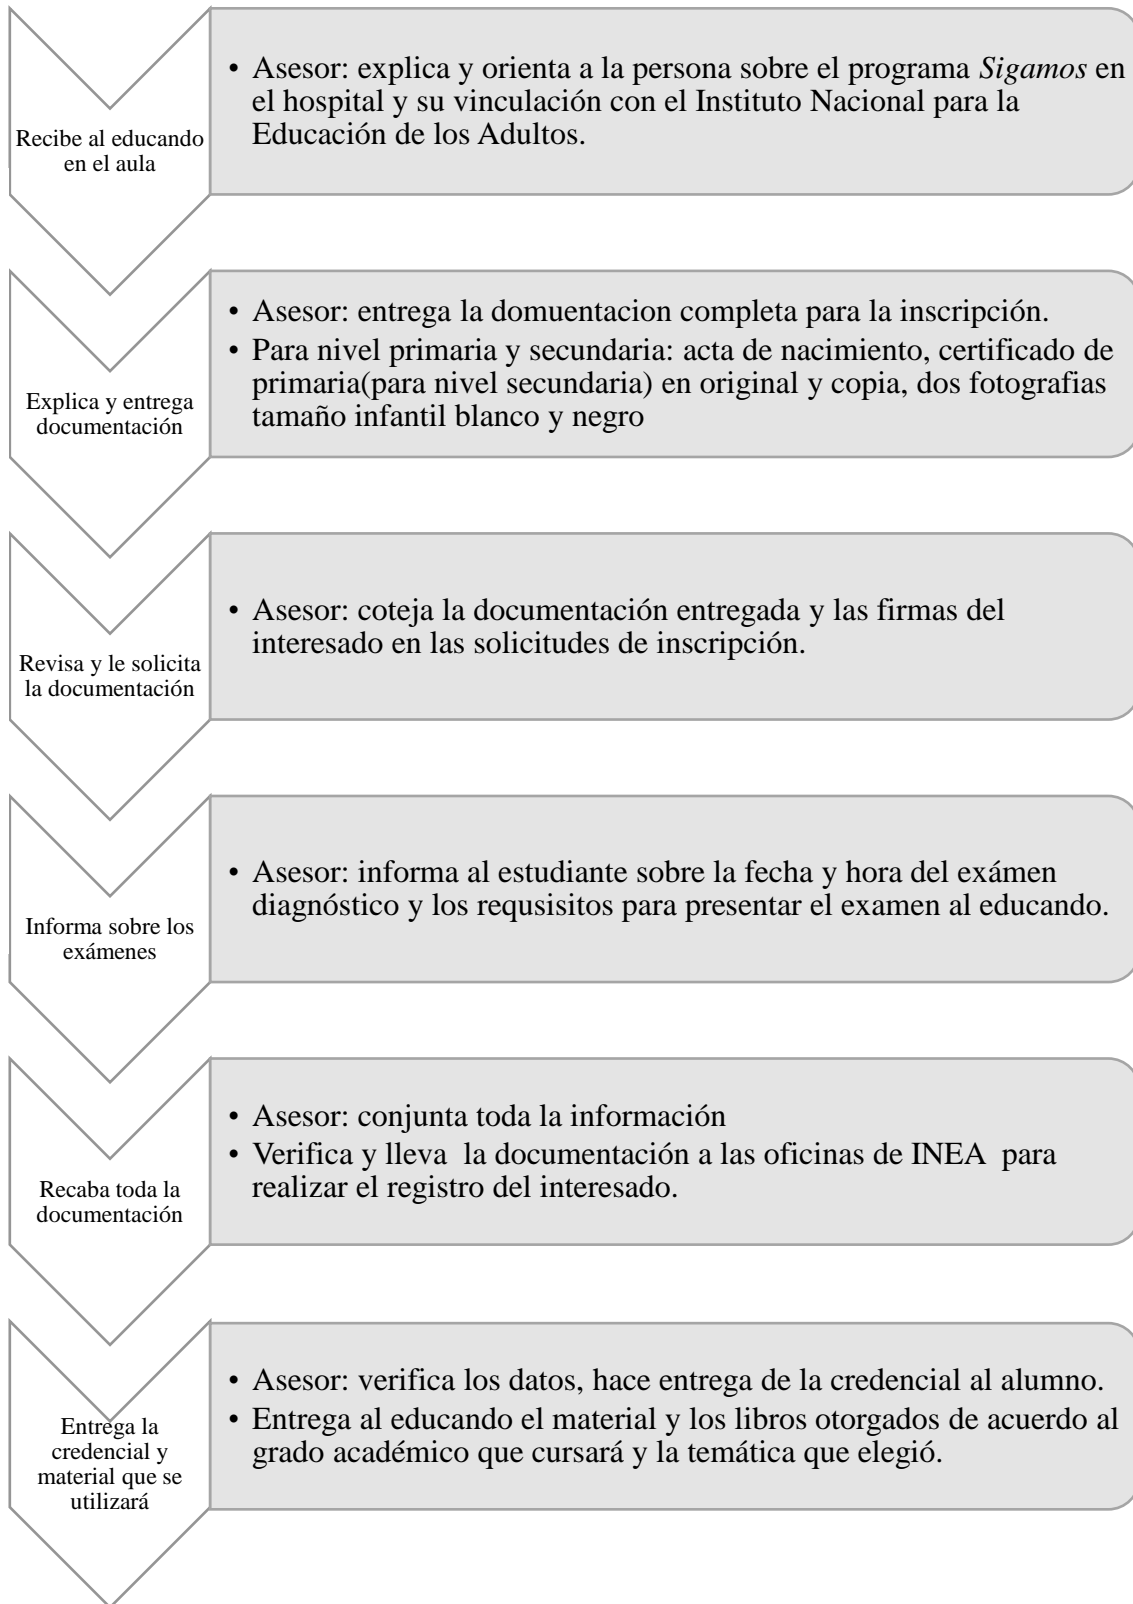 Recibe al educando
en el aula
• Asesor: explica y orienta a la persona sobre el programa Sigamos en
el hospital y su vinculación con el Instituto Nacional para la
Educación de los Adultos.
Explica y entrega
documentación
• Asesor: entrega la domuentacion completa para la inscripción.
• Para nivel primaria y secundaria: acta de nacimiento, certificado de
primaria(para nivel secundaria) en original y copia, dos fotografias
tamaño infantil blanco y negro
Revisa y le solicita
la documentación
• Asesor: coteja la documentación entregada y las firmas del
interesado en las solicitudes de inscripción.
Informa sobre los
exámenes
• Asesor: informa al estudiante sobre la fecha y hora del exámen
diagnóstico y los requsisitos para presentar el examen al educando.
Recaba toda la
documentación
• Asesor: conjunta toda la información
• Verifica y lleva  la documentación a las oficinas de INEA  para
realizar el registro del interesado.
Entrega la
credencial y
material que se
utilizará
• Asesor: verifica los datos, hace entrega de la credencial al alumno.
• Entrega al educando el material y los libros otorgados de acuerdo al
grado académico que cursará y la temática que elegió.